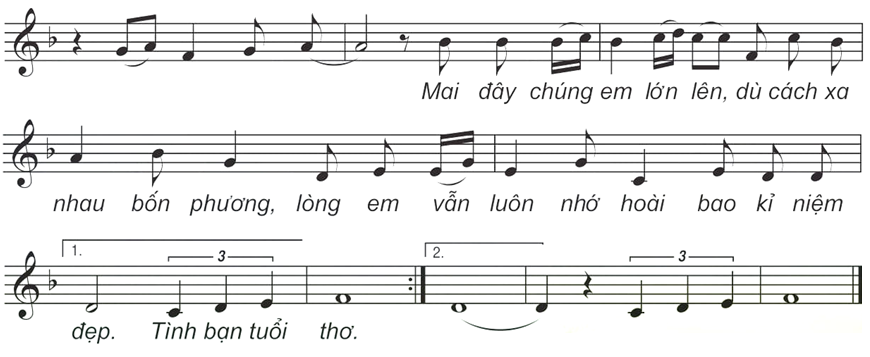 Mai đây chúng em lớn lên, dù cách xa
nhau bốn phương, lòng em vẫn luôn nhớ hoài bao kỉ niệm
1. 3 2. 3
đẹp. Tình bạn tuổi thơ.